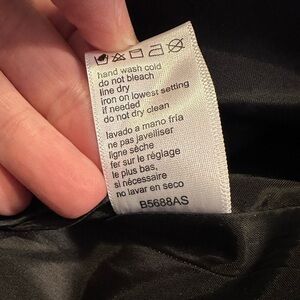 hand wash cold
do not bleach
line dry
iron on lowest setting
if needed
do not dry clean
lavado a mano fría
ne pas javelliser
ligne sèche
fer sur le réglage
le plus bas,
si nécessaire
no lavar en seco
B5688AS